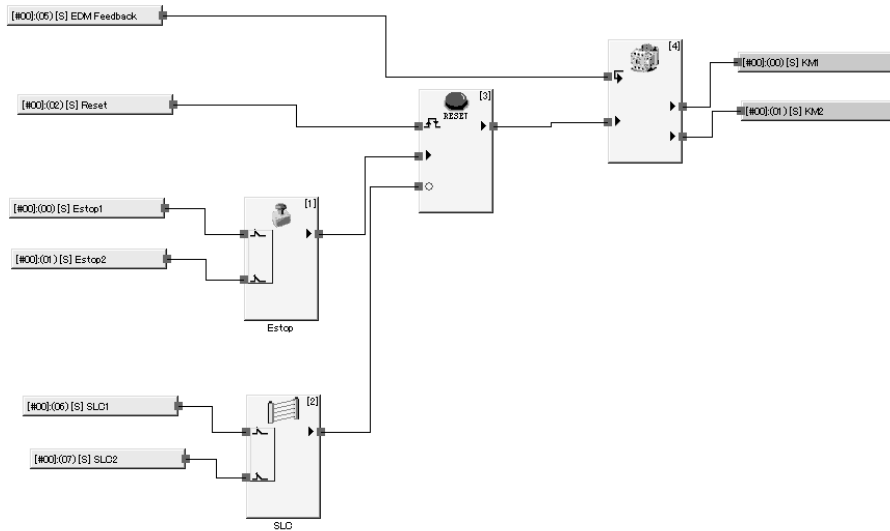 [#00]:(05) [S] EDM Feedback
[4]
[#00]:(00) [S] KM1
[#00]:(02) [S] Reset
[3]
RESET
[#00]:(01) [S] KM2
[#00]:(00) [S] Estop1
[1]
[#00]:(01) [S] Estop2
Estop
[#00]:(06) [S] SLC1
[2]
[#00]:(07) [S] SLC2
SLC